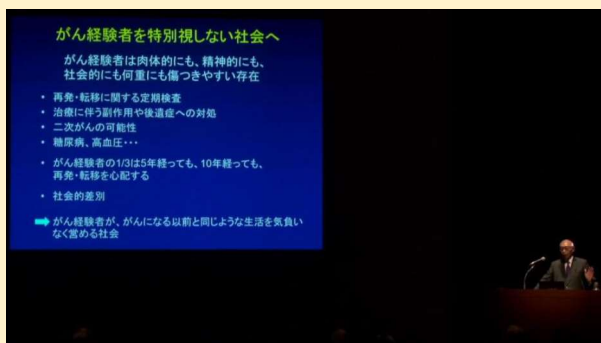 がん経験者を特別視しない社会へ
がん経験者は肉体的にも、精神的にも、
社会的にも何重にも傷つきやすい存在
・ 再発・転移に関する定期検査
・ 治療に伴う副作用や後遺症への対処
・ 二次がんの可能性
・ 糖尿病、高血圧・・・
・ がん経験者の1/3は5年経っても、10年経っても、
再発・転移を心配する
・ 社会的差別
➡ がん経験者が、がんになる以前と同じような生活を気負い
なく営める社会